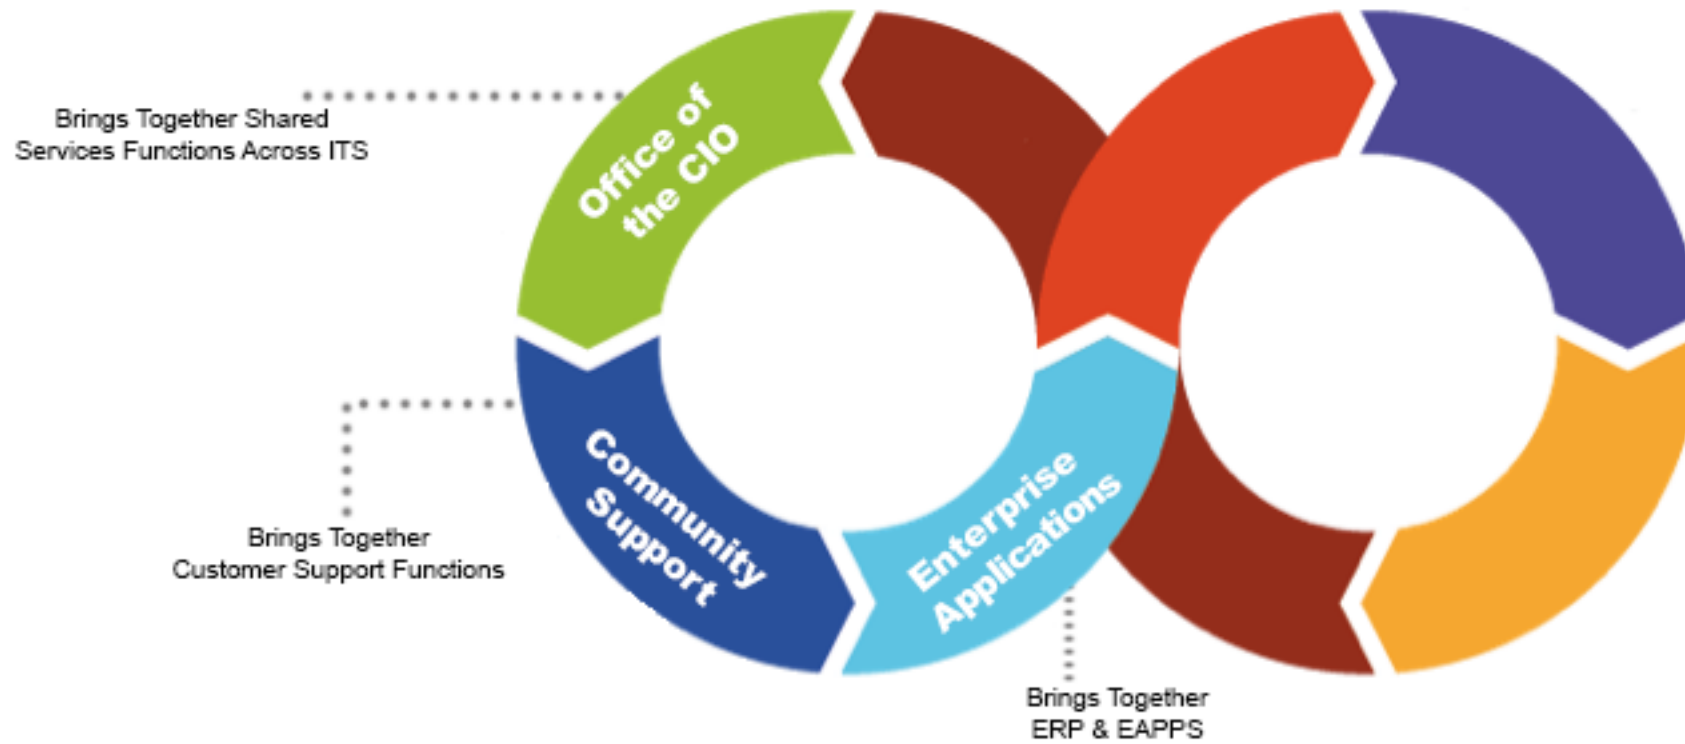 Brings Together Shared
Services Functions Across ITS
Office of
the CIO
Community
Support
Brings Together
Customer Support Functions
Enterprise
Applications
Brings Together
ERP & EAPPS